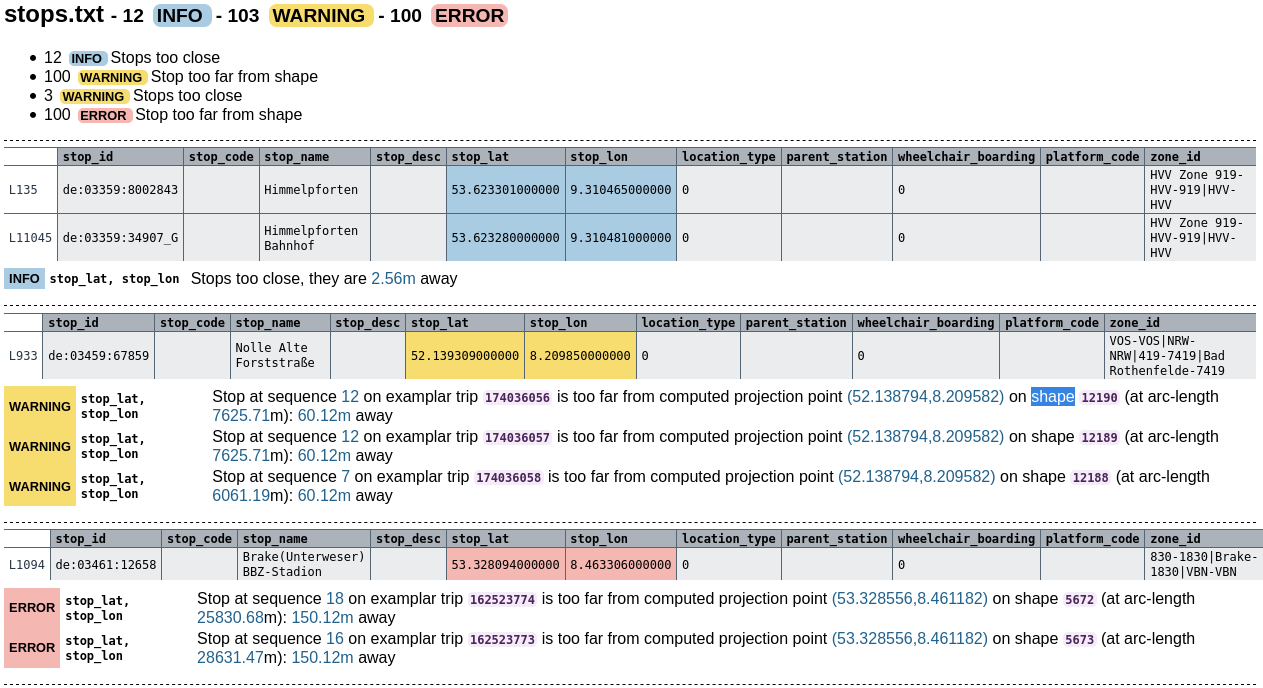 stops.txt - 12 INFO - 103 WARNING - 100 ERROR
12 INFO Stops too close
100 WARNING Stop too far from shape
3 WARNING Stops too close
100 ERROR Stop too far from shape
stop_id stop_code stop_name stop_desc stop_lat stop_lon location_type parent_station wheelchair_boarding platform_code zone_id
L135 de:03359:8002843 Himmelpforten 53.623301000000 9.310465000000 0 0 HVV Zone 919-
HVV-919|HVV-
HVV
L11045 de:03359:34907_G Himmelpforten
Bahnhof 53.623280000000 9.310481000000 0 0 HVV Zone 919-
HVV-919|HVV-
HVV
INFO stop_lat, stop_lon Stops too close, they are 2.56m away
stop_id stop_code stop_name stop_desc stop_lat stop_lon location_type parent_station wheelchair_boarding platform_code zone_id
L933 de:03459:67859 Nolle Alte
Forststraße 52.139309000000 8.209850000000 0 0 VOS-VOS|NRW-
NRW|419-7419|Bad
Rothenfelde-7419
WARNING stop_lat,
stop_lon Stop at sequence 12 on examplar trip 174036056 is too far from computed projection point (52.138794,8.209582) on shape 12190 (at arc-length
7625.71m): 60.12m away
WARNING stop_lat,
stop_lon Stop at sequence 12 on examplar trip 174036057 is too far from computed projection point (52.138794,8.209582) on shape 12189 (at arc-length
7625.71m): 60.12m away
WARNING stop_lat,
stop_lon Stop at sequence 7 on examplar trip 174036058 is too far from computed projection point (52.138794,8.209582) on shape 12188 (at arc-length
6061.19m): 60.12m away
stop_id stop_code stop_name stop_desc stop_lat stop_lon location_type parent_station wheelchair_boarding platform_code zone_id
L1094 de:03461:12658 Brake(Unterweser)
BBZ-Stadion 53.328094000000 8.463306000000 0 0 830-1830|Brake-
1830|VBN-VBN
ERROR stop_lat,
stop_lon Stop at sequence 18 on examplar trip 162523774 is too far from computed projection point (53.328556,8.461182) on shape 5672 (at arc-length
25830.68m): 150.12m away
ERROR stop_lat,
stop_lon Stop at sequence 16 on examplar trip 162523773 is too far from computed projection point (53.328556,8.461182) on shape 5673 (at arc-length
28631.47m): 150.12m away